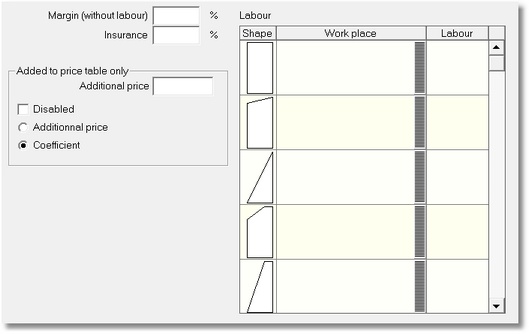 Margin (without labour) %
Insurance %
Added to price table only
Additional price
Disabled
Additionnal price
Coefficient
Labour
Shape Work place Labour